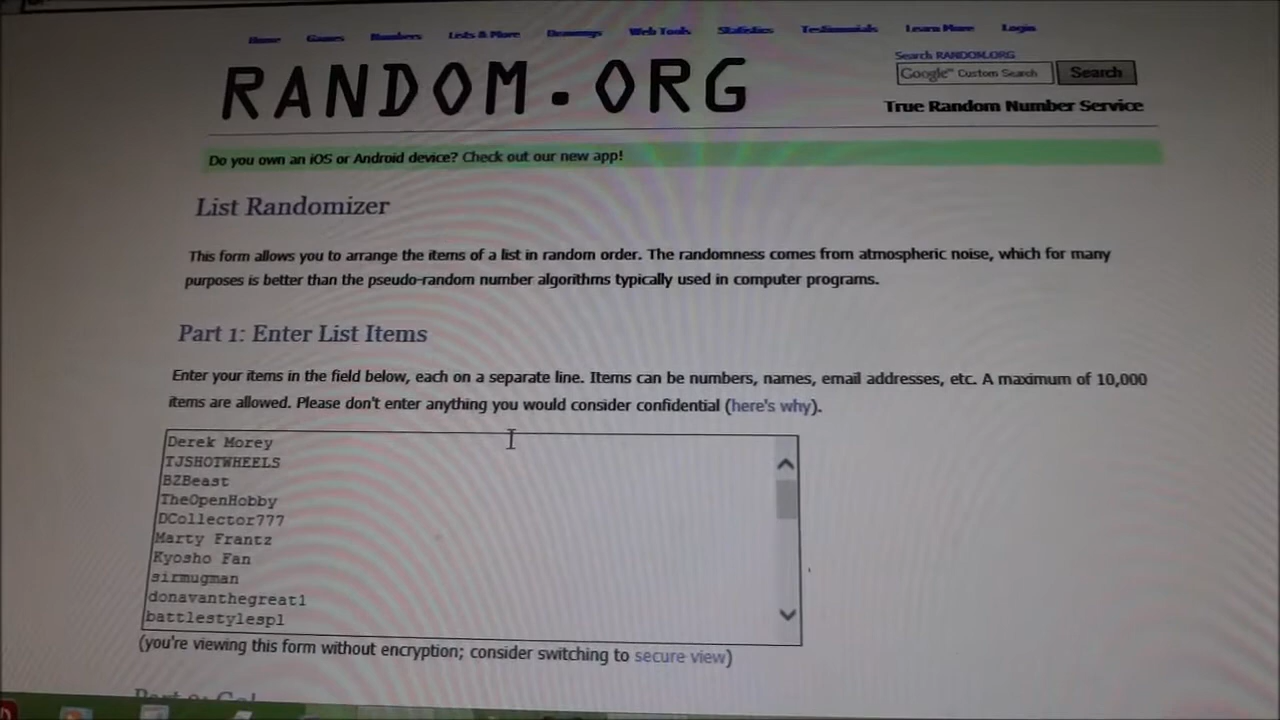 Home Games Numbers Lists & More Drawings Web Tools Statistics Testimonials Learn More Login
Search RANDOM.ORG
Google™ Custom Search Search
RANDOM.ORG
True Random Number Service
Do you own an iOS or Android device? Check out our new app!
List Randomizer
This form allows you to arrange the items of a list in random order. The randomness comes from atmospheric noise, which for many
purposes is better than the pseudo-random number algorithms typically used in computer programs.
Part 1: Enter List Items
Enter your items in the field below, each on a separate line. Items can be numbers, names, email addresses, etc. A maximum of 10,000
items are allowed. Please don't enter anything you would consider confidential (here's why).
Derek Morey
TJSHOTWHEELS
BZBeast
TheOpenHobby
DCollector777
Marty Frantz
Kyosho Fan
sirmugman
donavanthegreat1
battlestylespl
(you're viewing this form without encryption; consider switching to secure view)